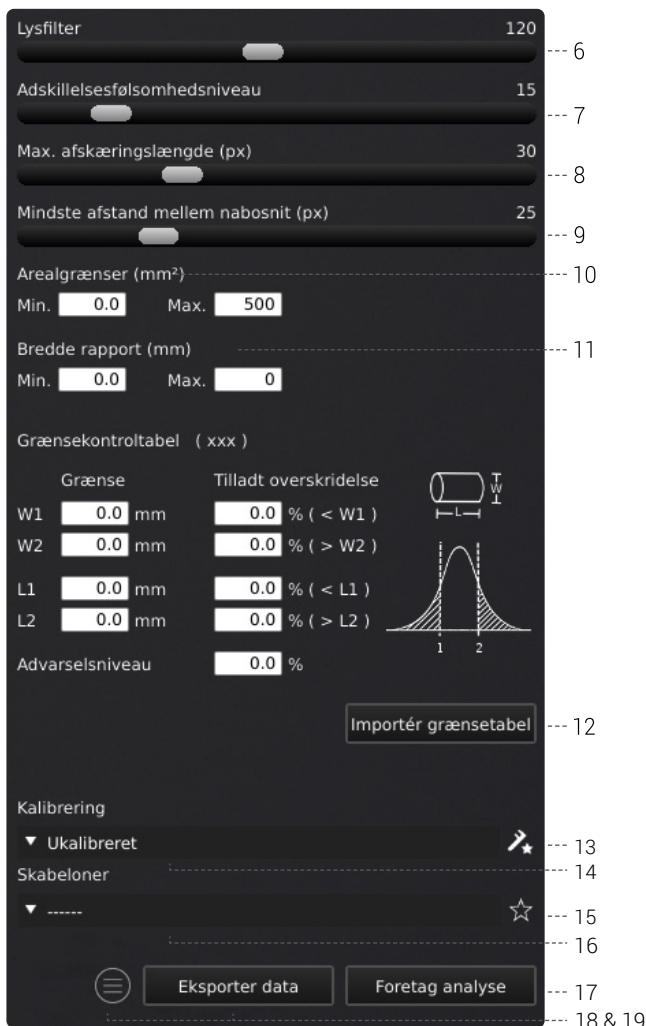 Lysfilter 120
--- 6
Adskillelsesfølsomhedsniveau 15
--- 7
Max. afskæringslængde (px) 30
--- 8
Mindste afstand mellem nabosnit (px) 25
--- 9
Arealgrænser (mm²) 10
Min. 0.0 Max. 500
Bredde rapport (mm) 11
Min. 0.0 Max. 0
Grænsekontroltabel ( xxx )
Grænse Tilladt overskridelse
W1 0.0 mm 0.0 % ( < W1 )
W2 0.0 mm 0.0 % ( > W2 )
L1 0.0 mm 0.0 % ( < L1 )
L2 0.0 mm 0.0 % ( > L2 )
W
L
1 2
Advarselsniveau 0.0 %
Importér grænsetabel --- 12
Kalibrering
Ukalibreret --- 13
14
Skabeloner
------ --- 15
16
Eksporter data Foretag analyse --- 17
18 & 19